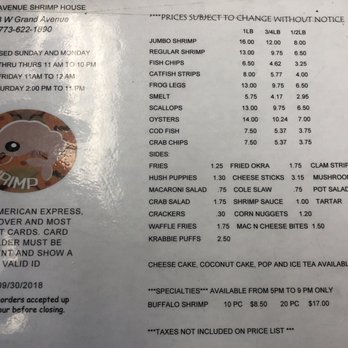 AVENUE SHRIMP HOUSE
W Grand Avenue
773-622-1690
SED SUNDAY AND MONDAY
THRU THURS 11 AM to 10 PM
FRIDAY 11AM to 12 AM
SATURDAY 2:00 PM to 11 PM
SHRIMP
MERICAN EXPRESS,
OVER AND MOST
T CARDS. CARD
LDER MUST BE
ENT AND SHOW A
VALID ID
09/30/2018
orders accepted up
our before closing.
****PRICES SUBJECT TO CHANGE WITHOUT NOTICE
1LB 3/4LB 1/2LB
JUMBO SHRIMP 16.00 12.00 8.00
REGULAR SHRIMP 13.00 9.75 6.50
FISH CHIPS 6.50 4.62 3.25
CATFISH STRIPS 8.00 5.77 4.00
FROG LEGS 13.00 9.75 6.50
SMELT 5.75 4.17 2.95
SCALLOPS 13.00 9.75 6.50
OYSTERS 14.00 10.24 7.00
COD FISH 7.50 5.37 3.75
CRAB CHIPS 7.50 5.37 3.75
SIDES:
FRIES 1.25 FRIED OKRA 1.75 CLAM STRI
HUSH PUPPIES 1.30 CHEESE STICKS 3.15 MUSHROO
MACARONI SALAD .75 COLE SLAW .75 POT SALAD
CRAB SALAD 1.75 SHRIMP SAUCE 1.00 TARTAR
CRACKERS .30 CORN NUGGETS 1.20
WAFFLE FRIES 1.75 MAC N CHEESE BITES 1.50
KRABBIE PUFFS 2.50
CHEESE CAKE, COCONUT CAKE, POP AND ICE TEA AVAILA
***SPECIALTIES*** AVAILABLE FROM 5PM TO 9 PM ONLY
BUFFALO SHRIMP 10 PC $8.50 20 PC $17.00
***TAXES NOT INCLUDED ON PRICE LIST ***